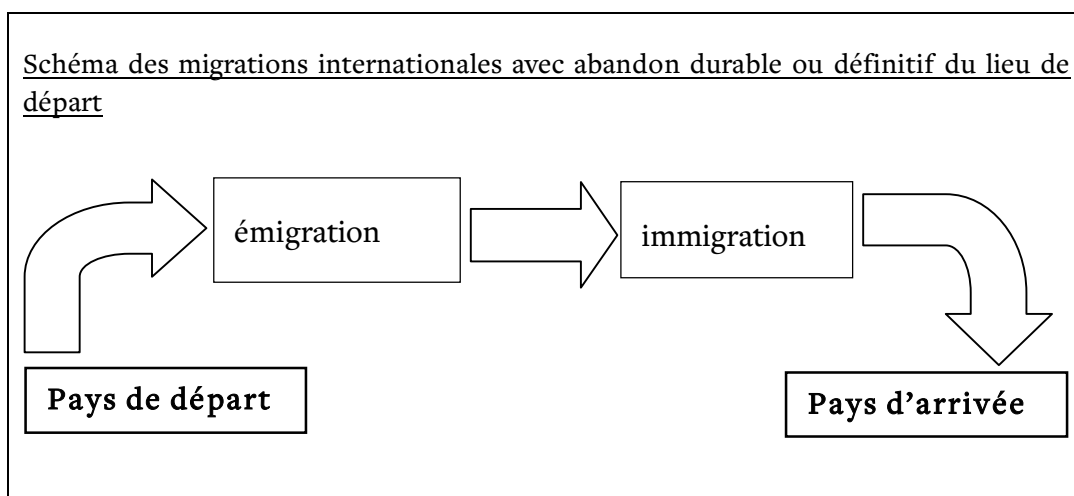 Schéma des migrations internationales avec abandon durable ou définitif du lieu de
départ
émigration
immigration
Pays de départ
Pays d’arrivée